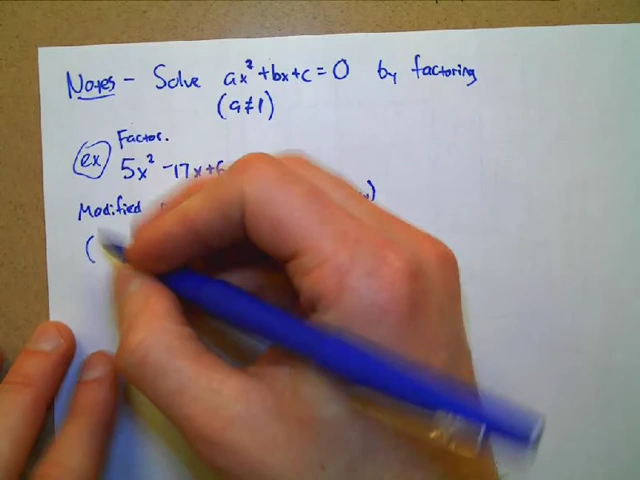 Notes - Solve ax² + bx + c = 0 by factoring
(a ≠ 1)
ex Factor.
5x² - 17x + 6
Modified
(